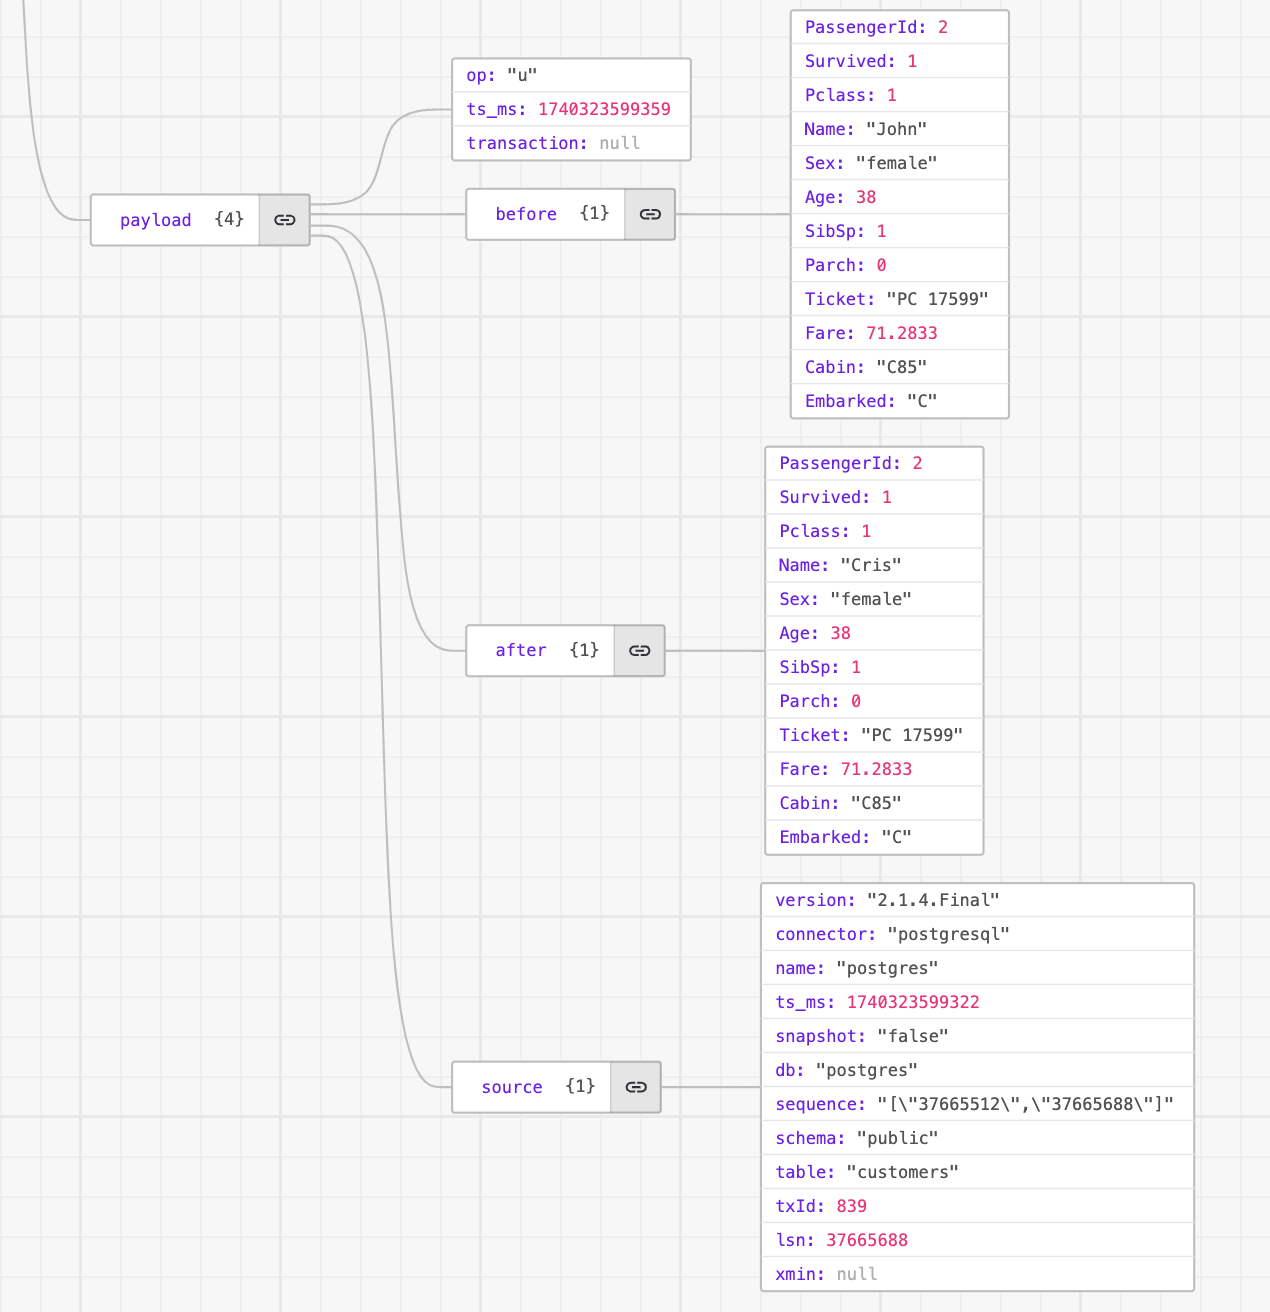 payload {4}
op: "u"
ts_ms: 1740323599359
transaction: null
before {1}
PassengerId: 2
Survived: 1
Pclass: 1
Name: "John"
Sex: "female"
Age: 38
SibSp: 1
Parch: 0
Ticket: "PC 17599"
Fare: 71.2833
Cabin: "C85"
Embarked: "C"
after {1}
PassengerId: 2
Survived: 1
Pclass: 1
Name: "Cris"
Sex: "female"
Age: 38
SibSp: 1
Parch: 0
Ticket: "PC 17599"
Fare: 71.2833
Cabin: "C85"
Embarked: "C"
source {1}
version: "2.1.4.Final"
connector: "postgresql"
name: "postgres"
ts_ms: 1740323599322
snapshot: "false"
db: "postgres"
sequence: "[\"37665512\",\"37665688\"]"
schema: "public"
table: "customers"
txId: 839
lsn: 37665688
xmin: null